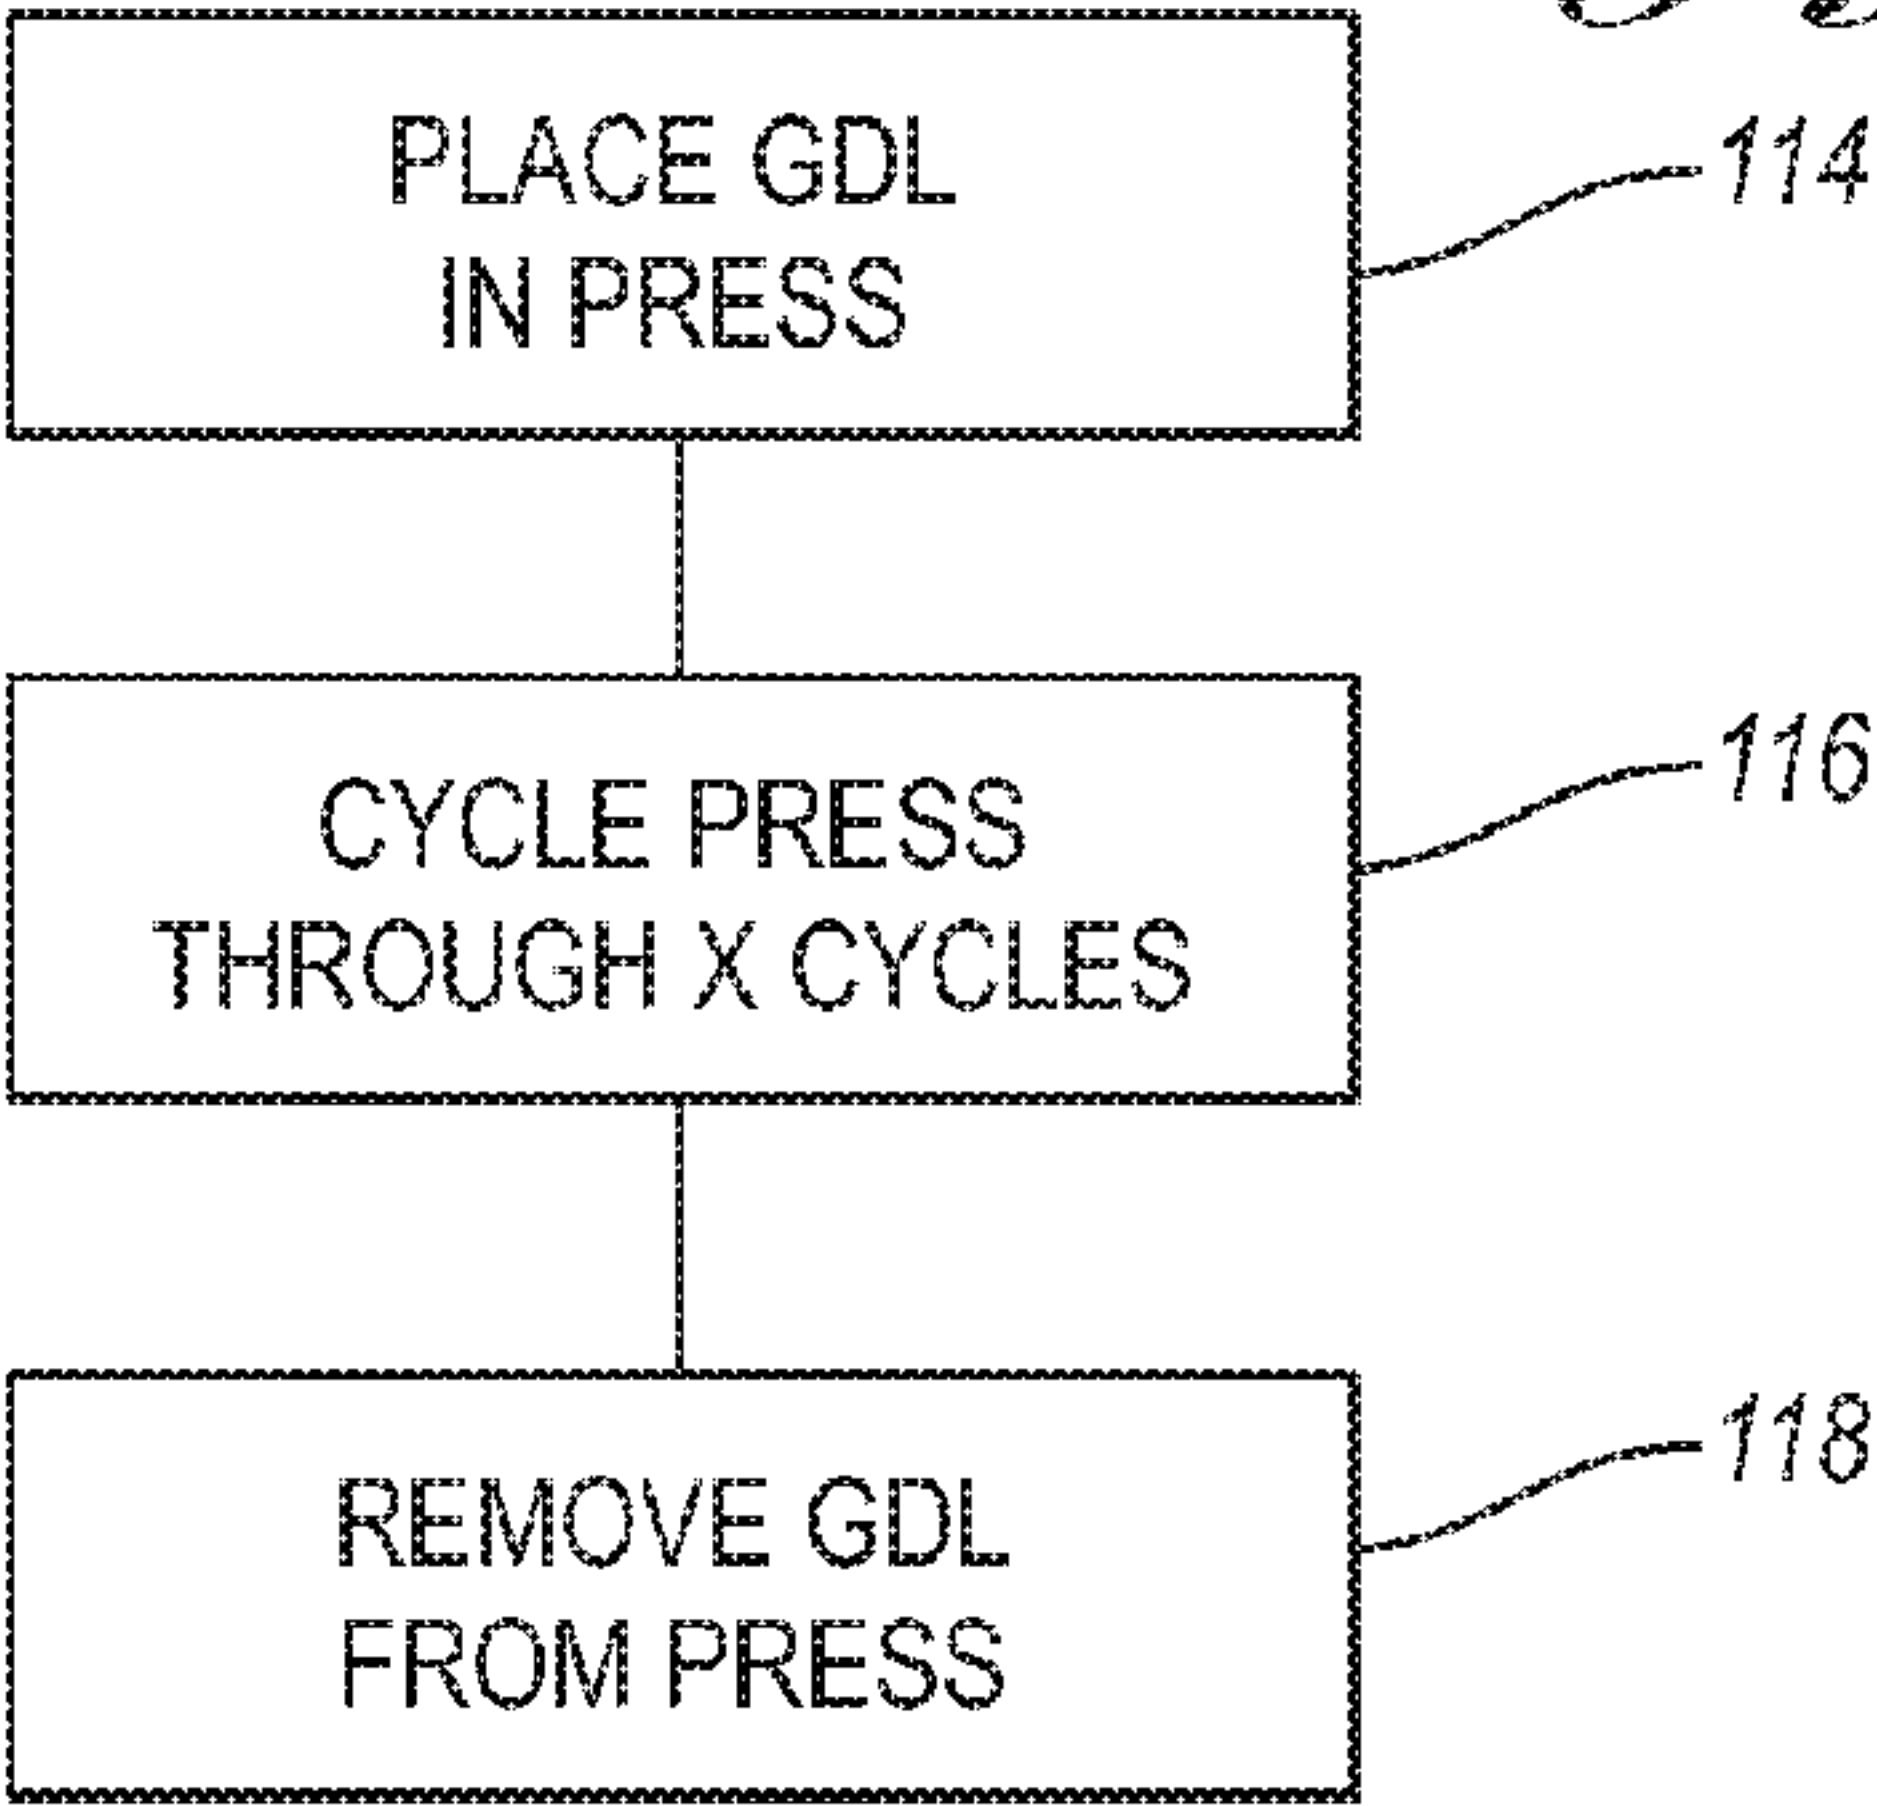 PLACE GDL
IN PRESS
114
CYCLE PRESS
THROUGH X CYCLES
116
REMOVE GDL
FROM PRESS
118